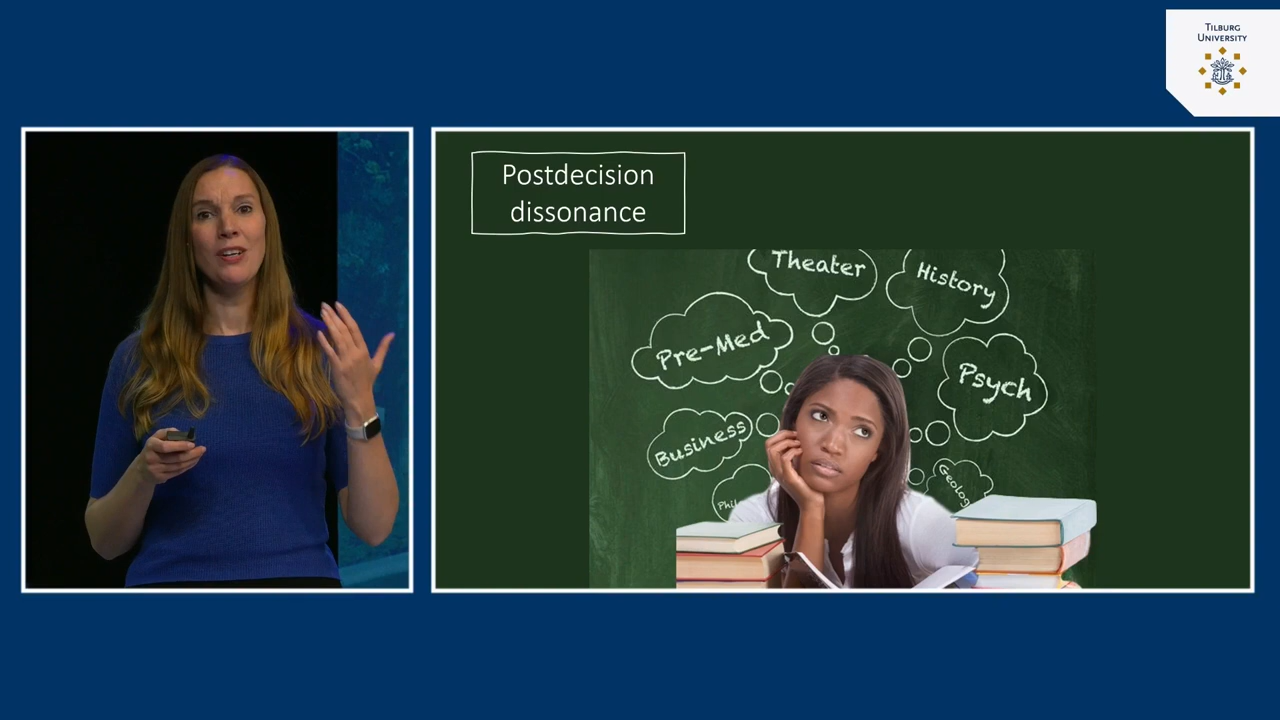 TILBURG
UNIVERSITY
Postdecision
dissonance
Theater
History
Pre-Med
Psych
Business